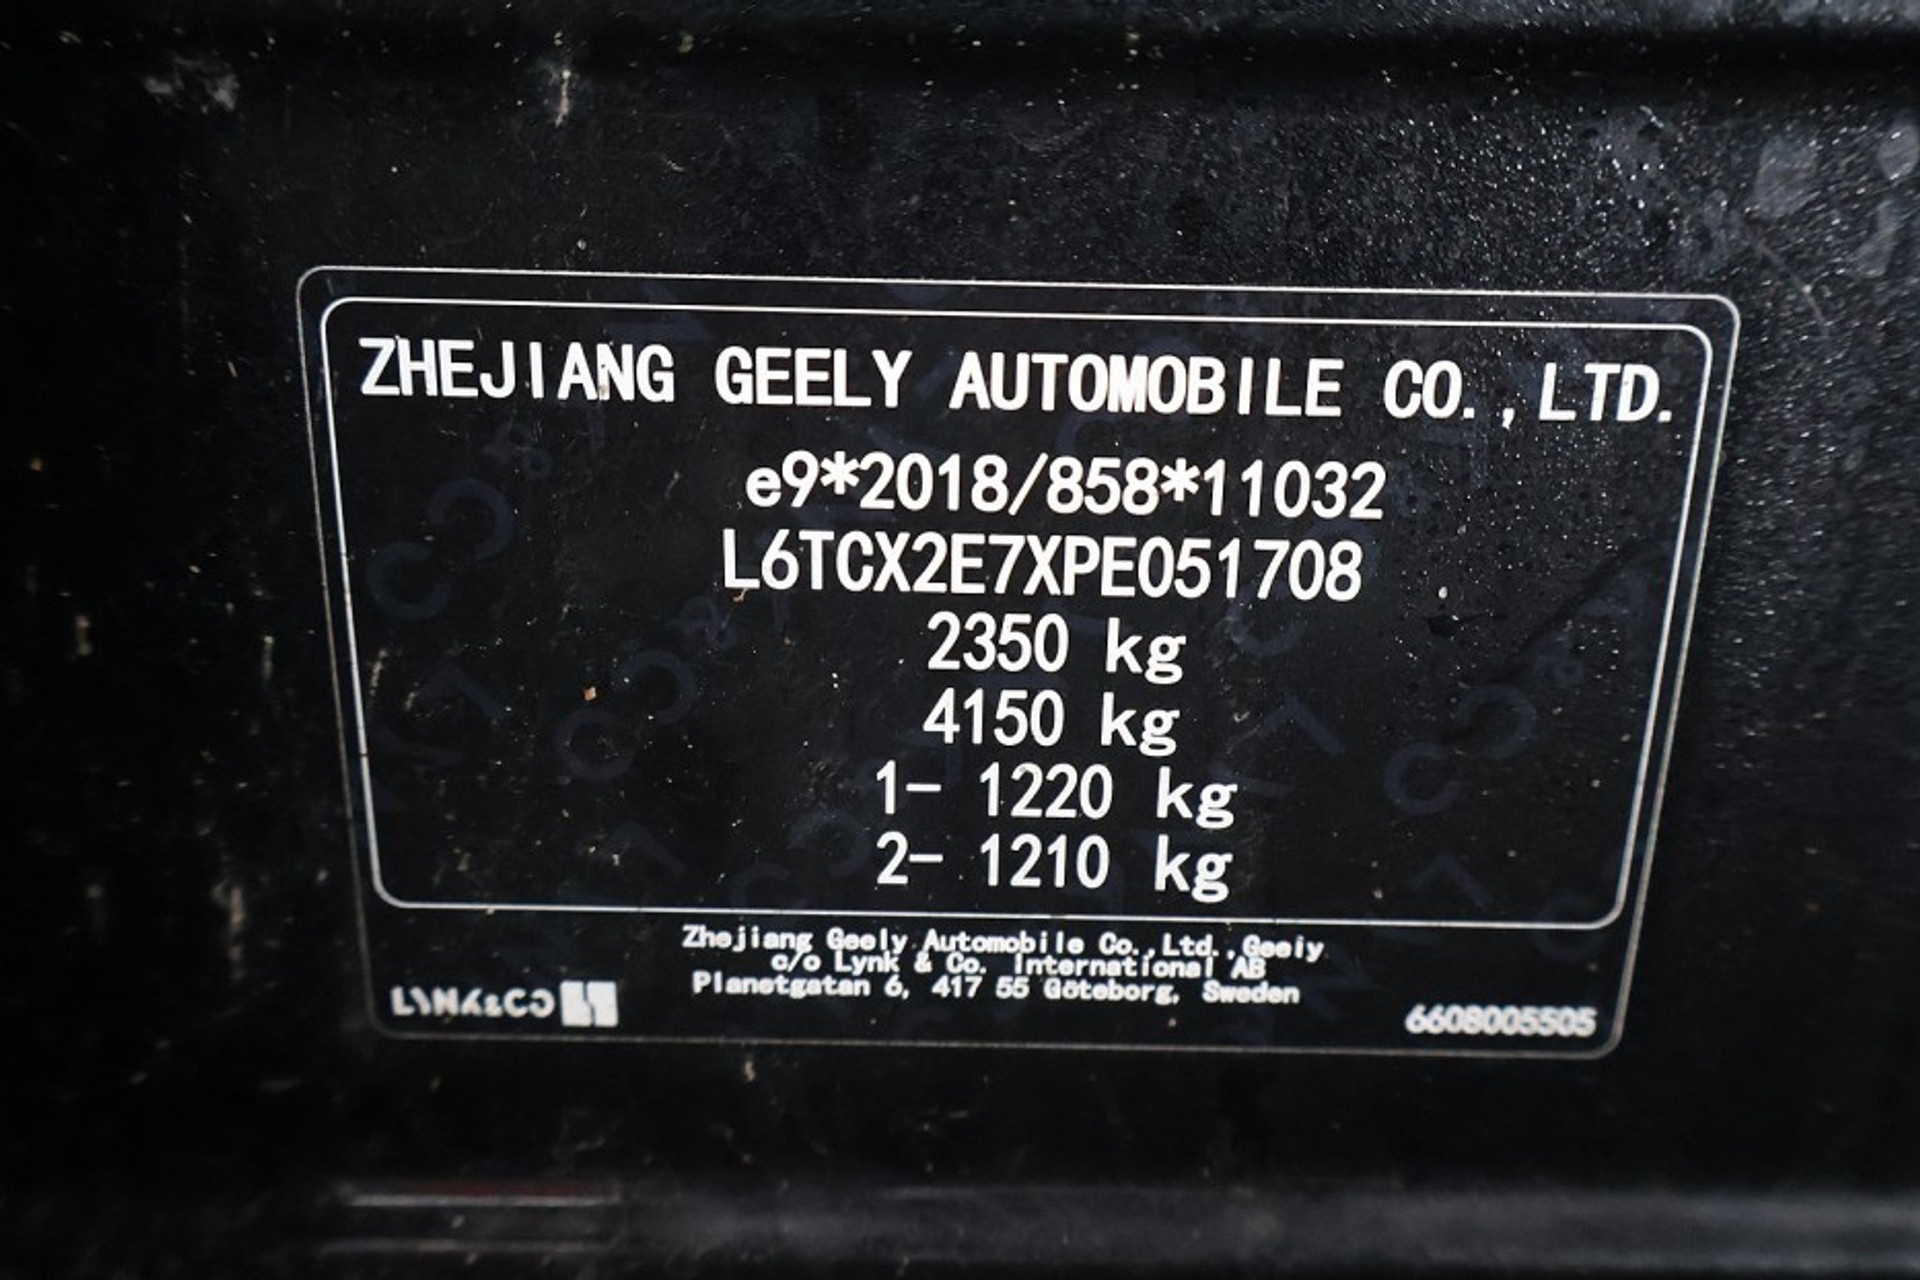 ZHEJIANG GEELY AUTOMOBILE CO.,LTD.
e9*2018/858*11032
L6TCX2E7XPE051708
2350 kg
4150 kg
1- 1220 kg
2- 1210 kg
Zhejiang Geely Automobile Co.,Ltd.,Geely
c/o Lynk & Co. International AB
Planetgatan 6, 417 55 Göteborg, Sweden
LYNK&CO
6608005505